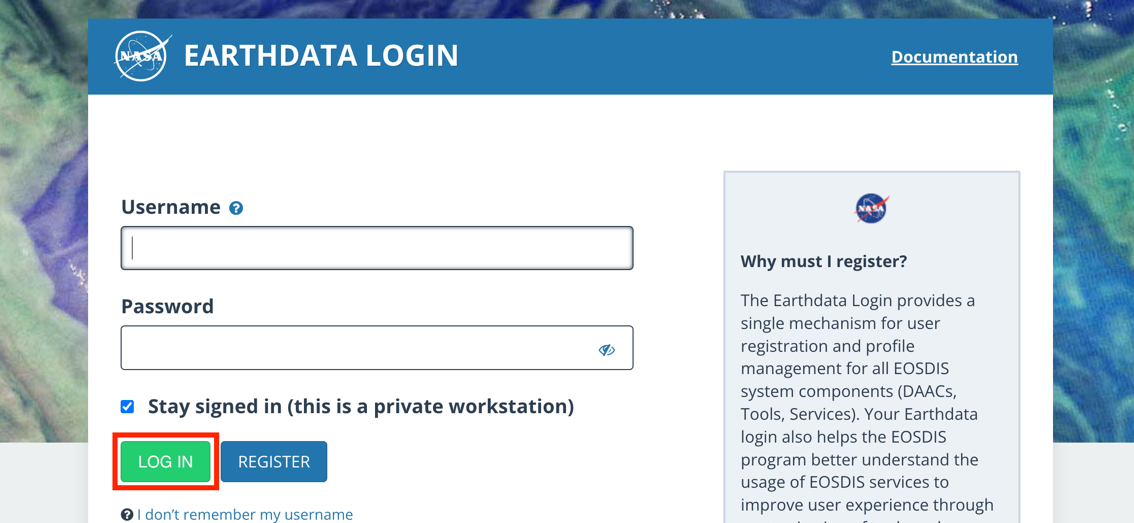 NASA
EARTHDATA LOGIN
Documentation
Username ?
Password
Stay signed in (this is a private workstation)
LOG IN
REGISTER
? I don't remember my username
NASA
Why must I register?
The Earthdata Login provides a
single mechanism for user
registration and profile
management for all EOSDIS
system components (DAACs,
Tools, Services). Your Earthdata
login also helps the EOSDIS
program better understand the
usage of EOSDIS services to
improve user experience through